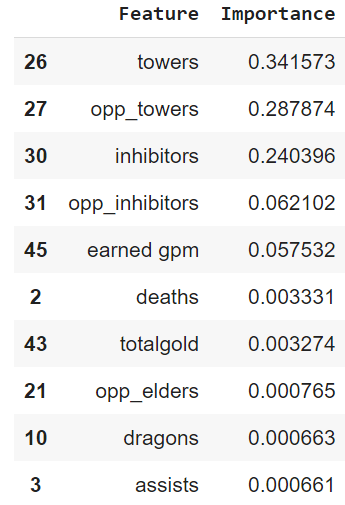 Feature Importance
26 towers 0.341573
27 opp_towers 0.287874
30 inhibitors 0.240396
31 opp_inhibitors 0.062102
45 earned gpm 0.057532
2 deaths 0.003331
43 totalgold 0.003274
21 opp_elders 0.000765
10 dragons 0.000663
3 assists 0.000661